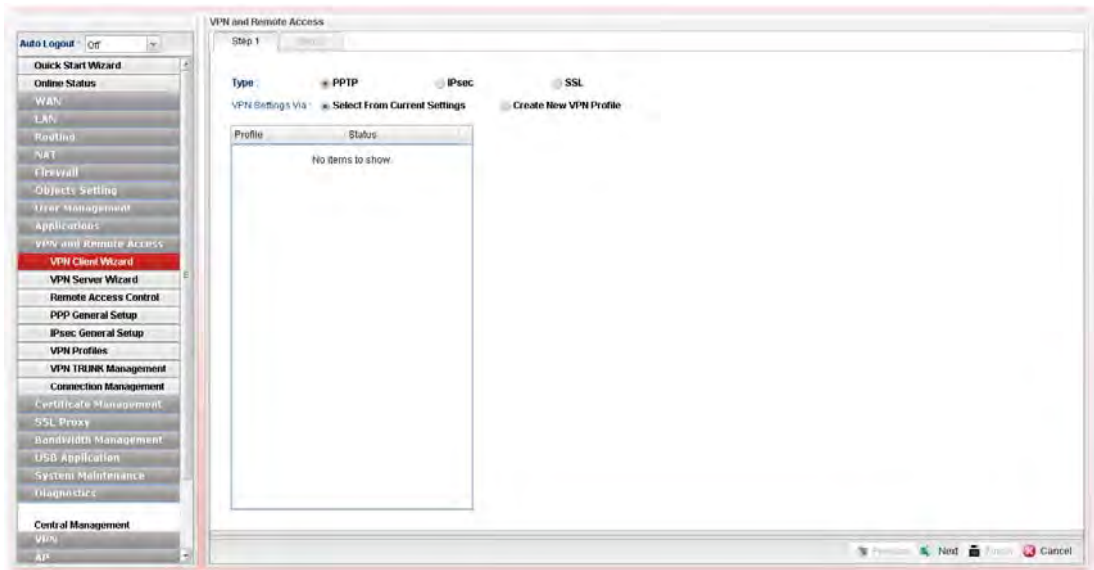 VPN and Remote Access
Auto Logout : Off
Quick Start Wizard
Online Status
WAN
LAN
Routing
NAT
Firewall
Objects Setting
User Management
Applications
VPN and Remote Access
VPN Client Wizard
VPN Server Wizard
Remote Access Control
PPP General Setup
IPsec General Setup
VPN Profiles
VPN TRUNK Management
Connection Management
Certificate Management
SSL Proxy
Bandwidth Management
USB Application
System Maintenance
Diagnostics
Central Management
VPN
AP
Step 1
Type : PPTP IPsec SSL
VPN Settings Via : Select From Current Settings Create New VPN Profile
Profile Status
No items to show.
Next Cancel